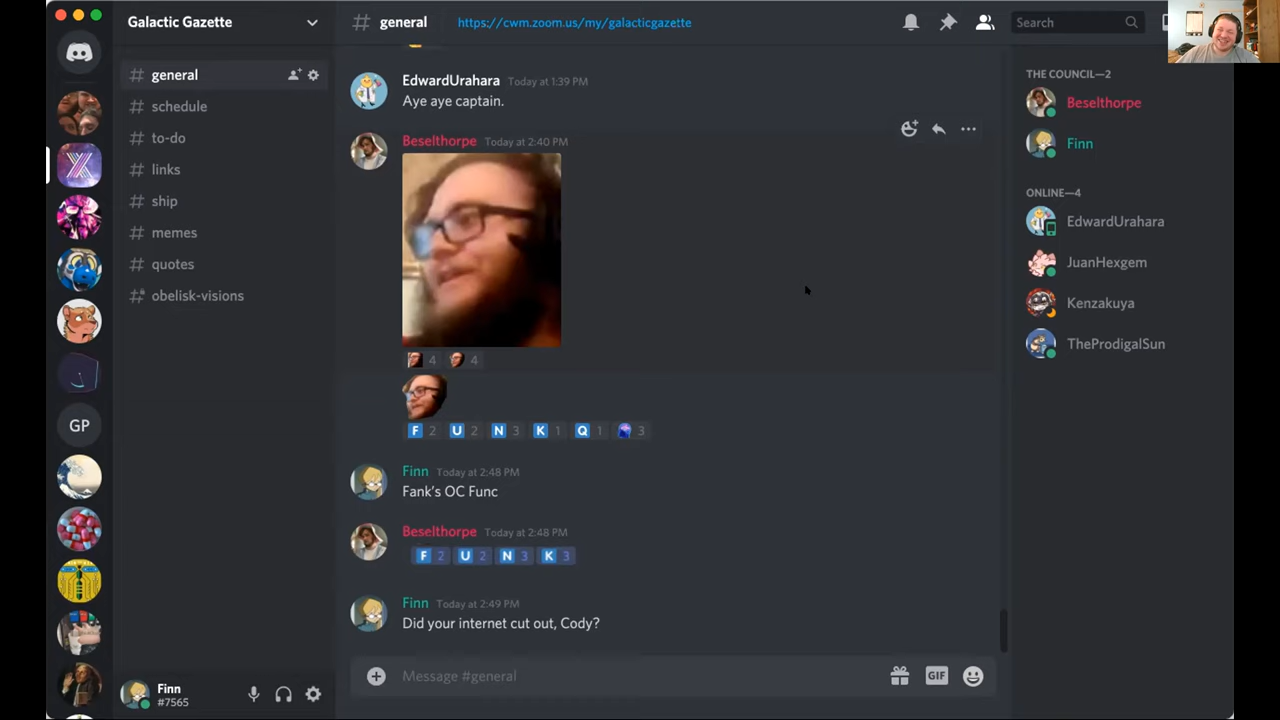 Galactic Gazette
general
https://cwm.zoom.us/my/galacticgazette
Search
general
schedule
to-do
links
ship
memes
quotes
obelisk-visions
GP
Finn
#7565
EdwardUrahara Today at 1:39 PM
Aye aye captain.
Beselthorpe Today at 2:40 PM
4 4
F 2 U 2 N 3 K 1 Q 1 3
Finn Today at 2:48 PM
Fank's OC Func
Beselthorpe Today at 2:48 PM
F 2 U 2 N 3 K 3
Finn Today at 2:49 PM
Did your internet cut out, Cody?
Message #general
GIF
THE COUNCIL—2
Beselthorpe
Finn
ONLINE—4
EdwardUrahara
JuanHexgem
Kenzakuya
TheProdigalSun